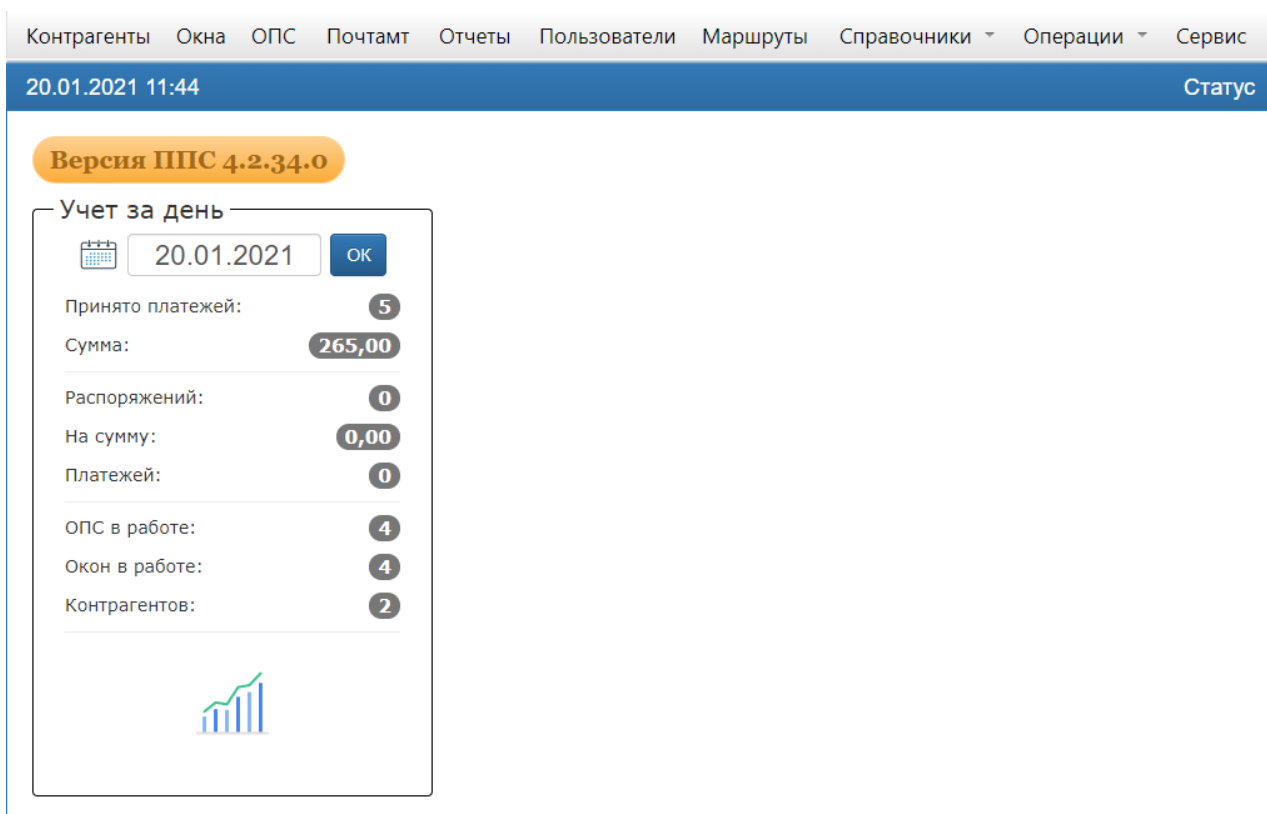 Контрагенты Окна ОПС Почтамт Отчеты Пользователи Маршруты Справочники Операции Сервис
20.01.2021 11:44 Статус
Версия ППС 4.2.34.0
Учет за день
20.01.2021 ОК
Принято платежей: 5
Сумма: 265,00
Распоряжений: 0
На сумму: 0,00
Платежей: 0
ОПС в работе: 4
Окон в работе: 4
Контрагентов: 2